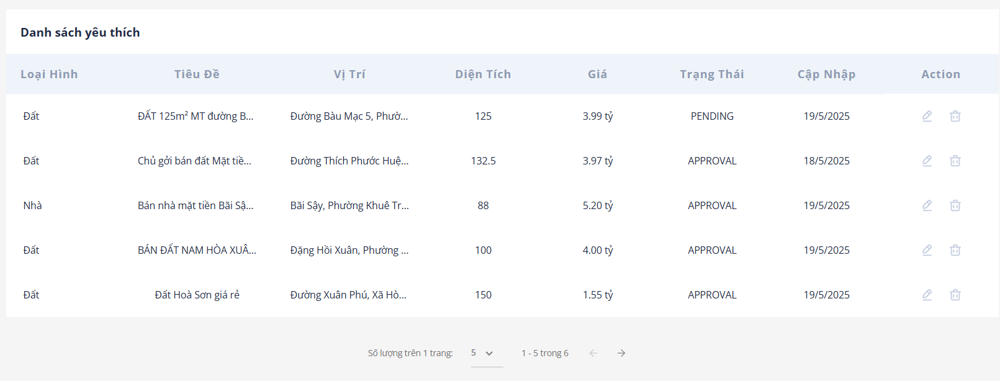 Danh sách yêu thích
Loại Hình Tiêu Đề Vị Trí Diện Tích Giá Trạng Thái Cập Nhập Action
Đất ĐẤT 125m² MT đường B... Đường Bàu Mạc 5, Phườ... 125 3.99 tỷ PENDING 19/5/2025
Đất Chủ gởi bán đất Mặt tiề... Đường Thích Phước Huệ... 132.5 3.97 tỷ APPROVAL 18/5/2025
Nhà Bán nhà mặt tiền Bãi Sậ... Bãi Sậy, Phường Khuê Tr... 88 5.20 tỷ APPROVAL 19/5/2025
Đất BÁN ĐẤT NAM HÒA XUÂ... Đặng Hồi Xuân, Phường ... 100 4.00 tỷ APPROVAL 19/5/2025
Đất Đất Hoà Sơn giá rẻ Đường Xuân Phú, Xã Hò... 150 1.55 tỷ APPROVAL 19/5/2025
Số lượng trên 1 trang: 5 1 - 5 trong 6